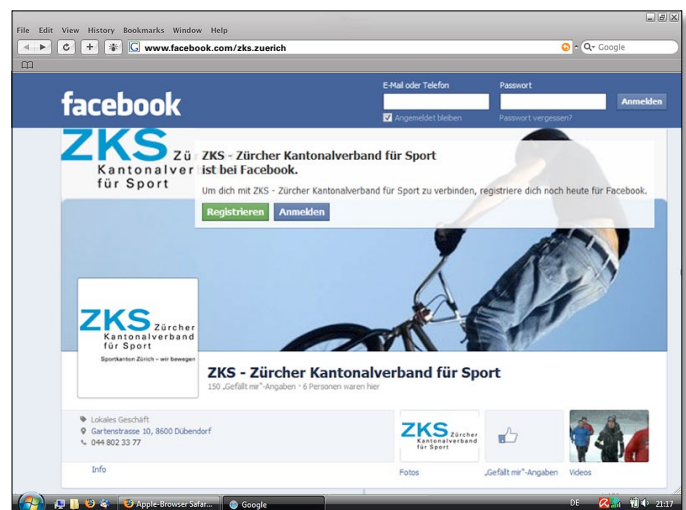 File Edit View History Bookmarks Window Help
www.facebook.com/zks.zuerich
Google
E-Mail oder Telefon Passwort
facebook
Anmelden
Angemeldet bleiben Passwort vergessen?
ZKS Zü
Kantonalver
für Sport
ZKS - Zürcher Kantonalverband für Sport
ist bei Facebook.
Um dich mit ZKS - Zürcher Kantonalverband für Sport zu verbinden, registriere dich noch heute für Facebook.
Registrieren Anmelden
ZKS Zürcher
Kantonalverband
für Sport
Sportkanton Zürich - wir bewegen
ZKS - Zürcher Kantonalverband für Sport
150 „Gefällt mir“-Angaben · 6 Personen waren hier
Lokales Geschäft
Gartenstrasse 10, 8600 Dübendorf
044 802 33 77
Info
ZKS Zürcher
Kantonalverband
für Sport
Fotos „Gefällt mir“-Angaben Videos
Apple-Browser Safar... Google DE 21:17